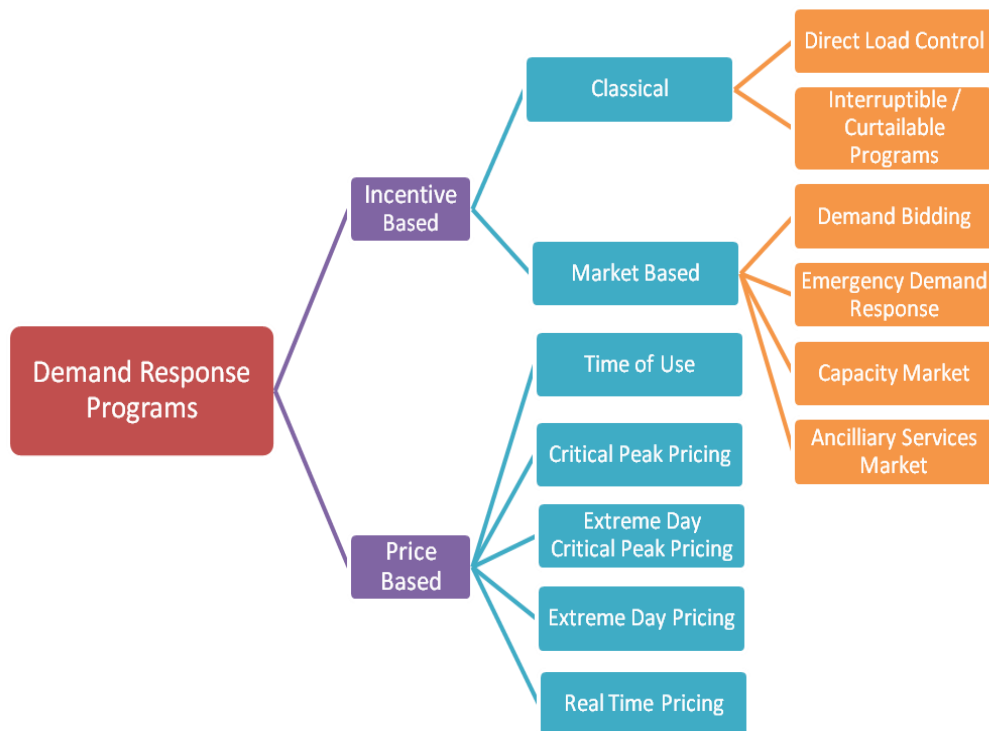 Demand Response
Programs
Incentive
Based
Price
Based
Classical
Market Based
Time of Use
Critical Peak Pricing
Extreme Day
Critical Peak Pricing
Extreme Day Pricing
Real Time Pricing
Direct Load Control
Interruptible /
Curtailable
Programs
Demand Bidding
Emergency Demand
Response
Capacity Market
Ancilliary Services
Market